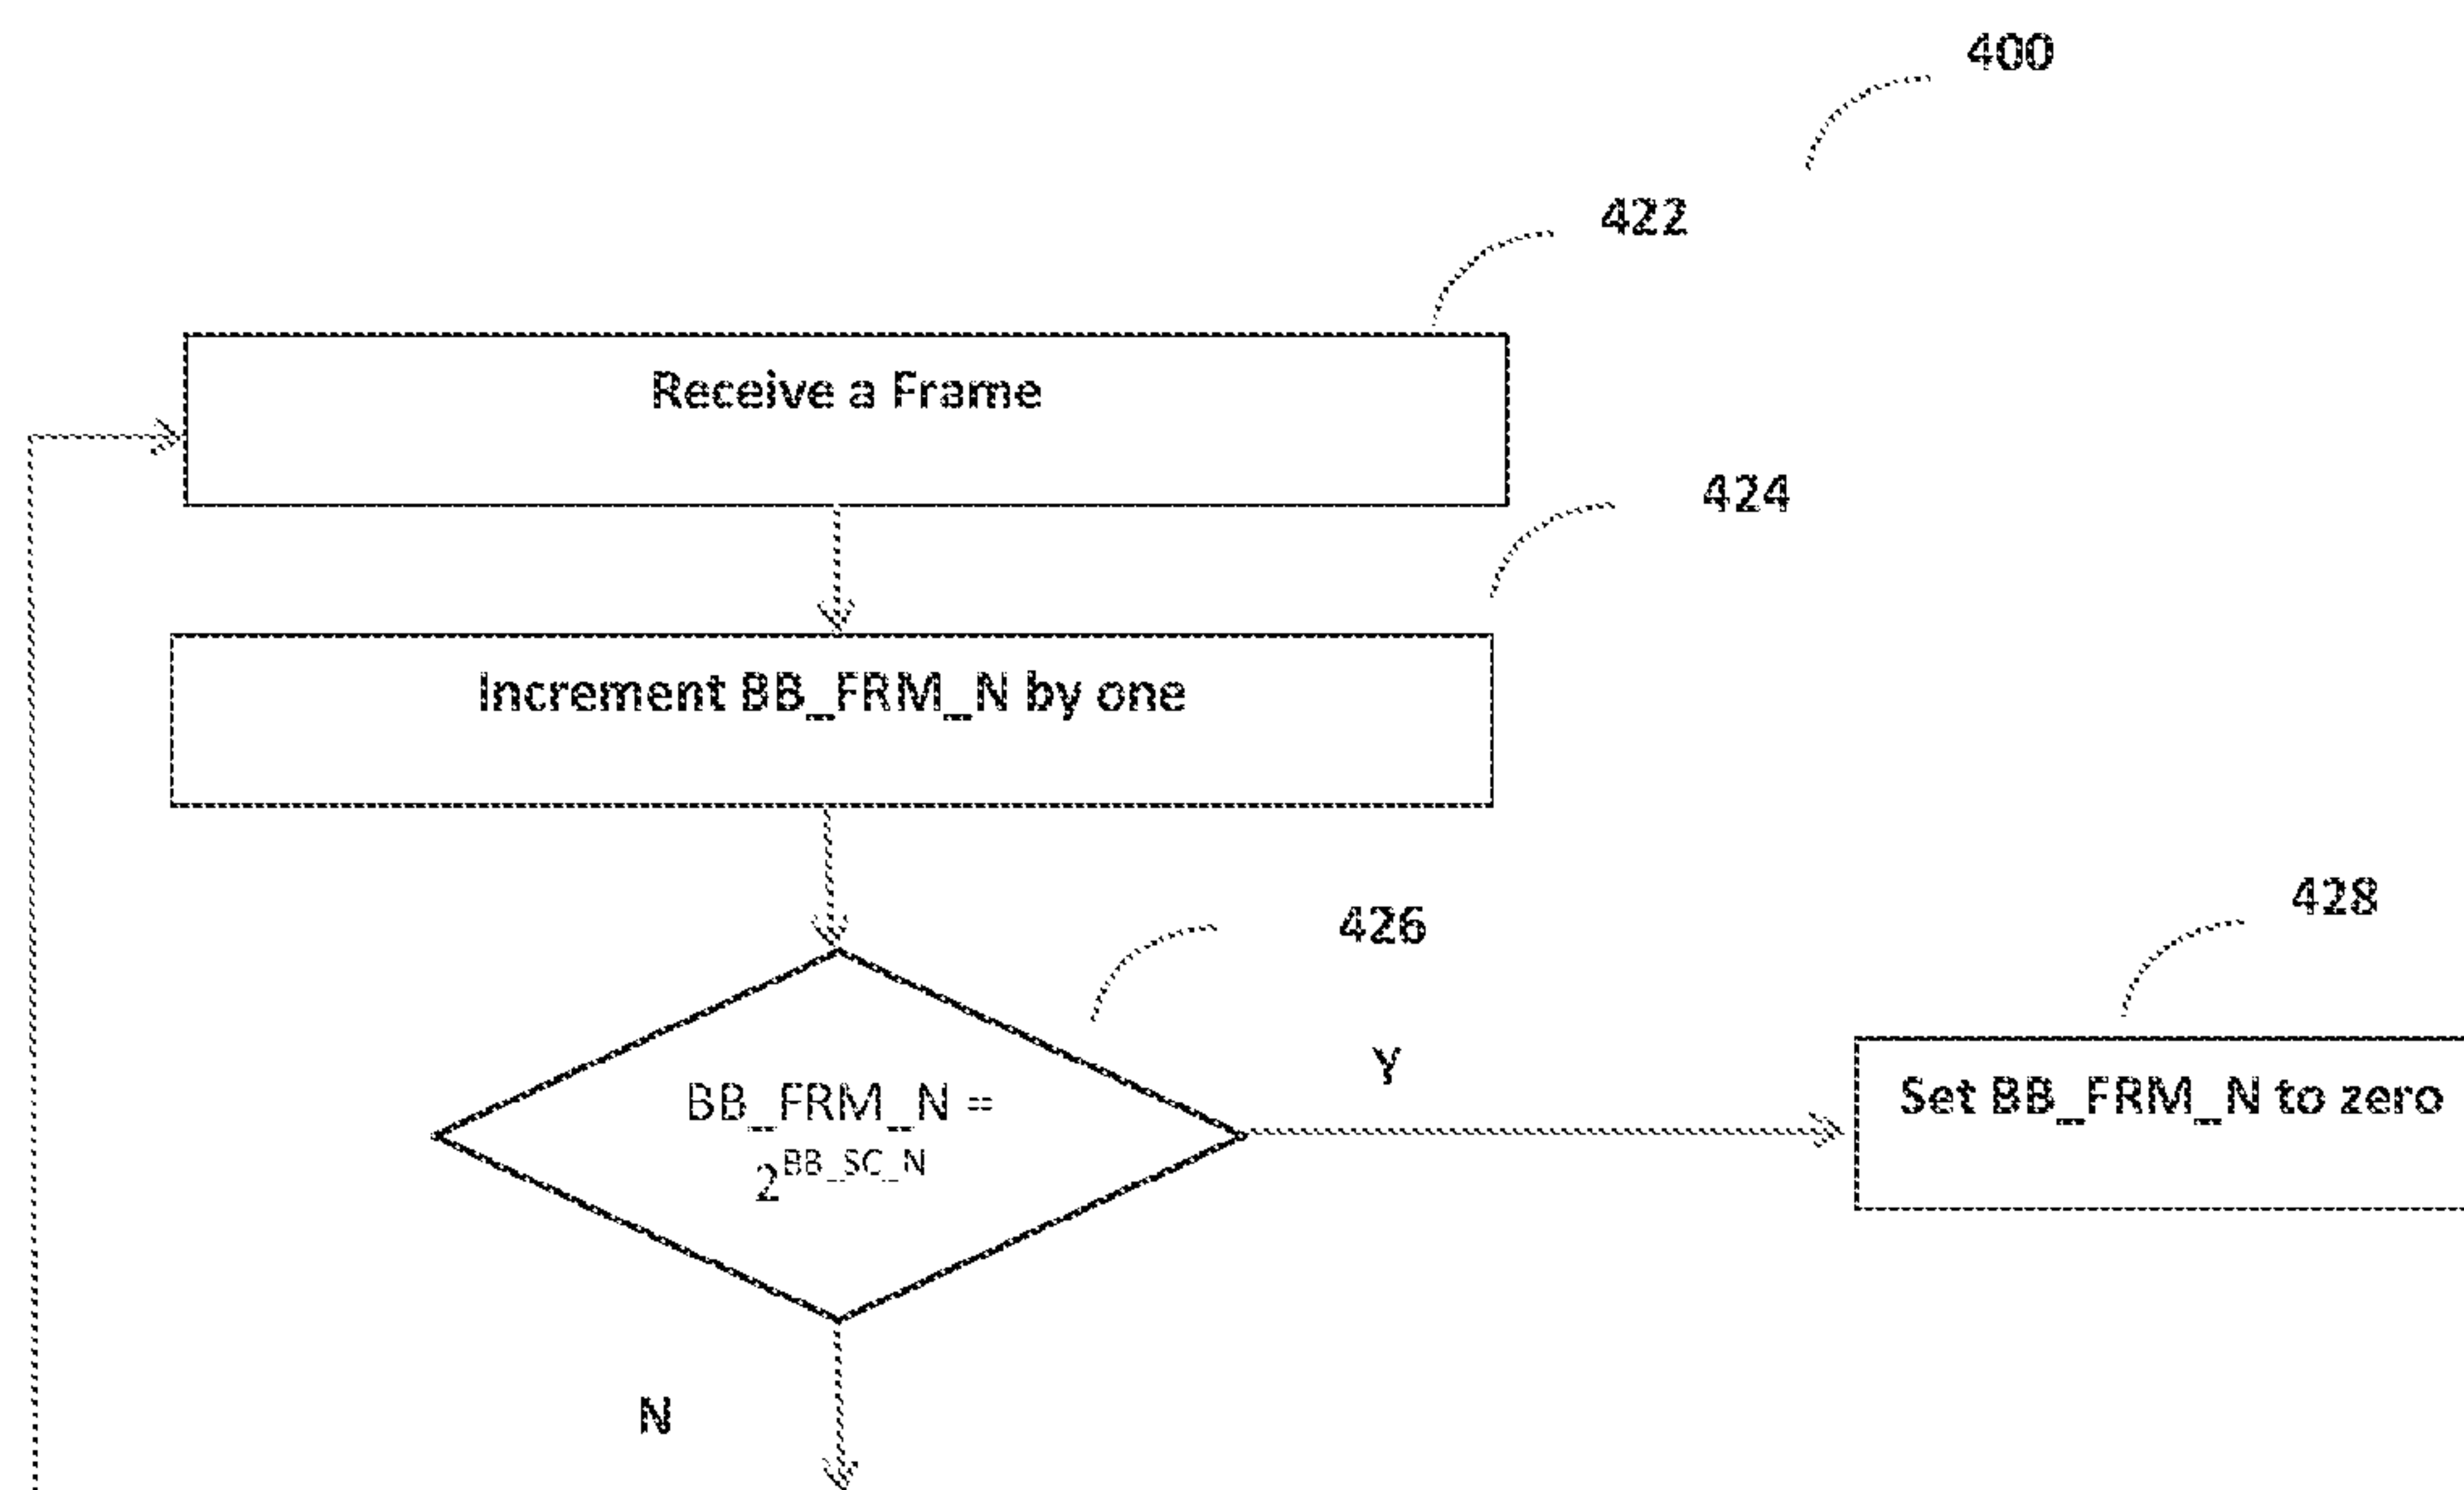 400
422
Receive a Frame
424
Increment BB_FRM_N by one
426
428
Y
BB_FRM_N =
2^BB_SC_N
Set BB_FRM_N to zero
N